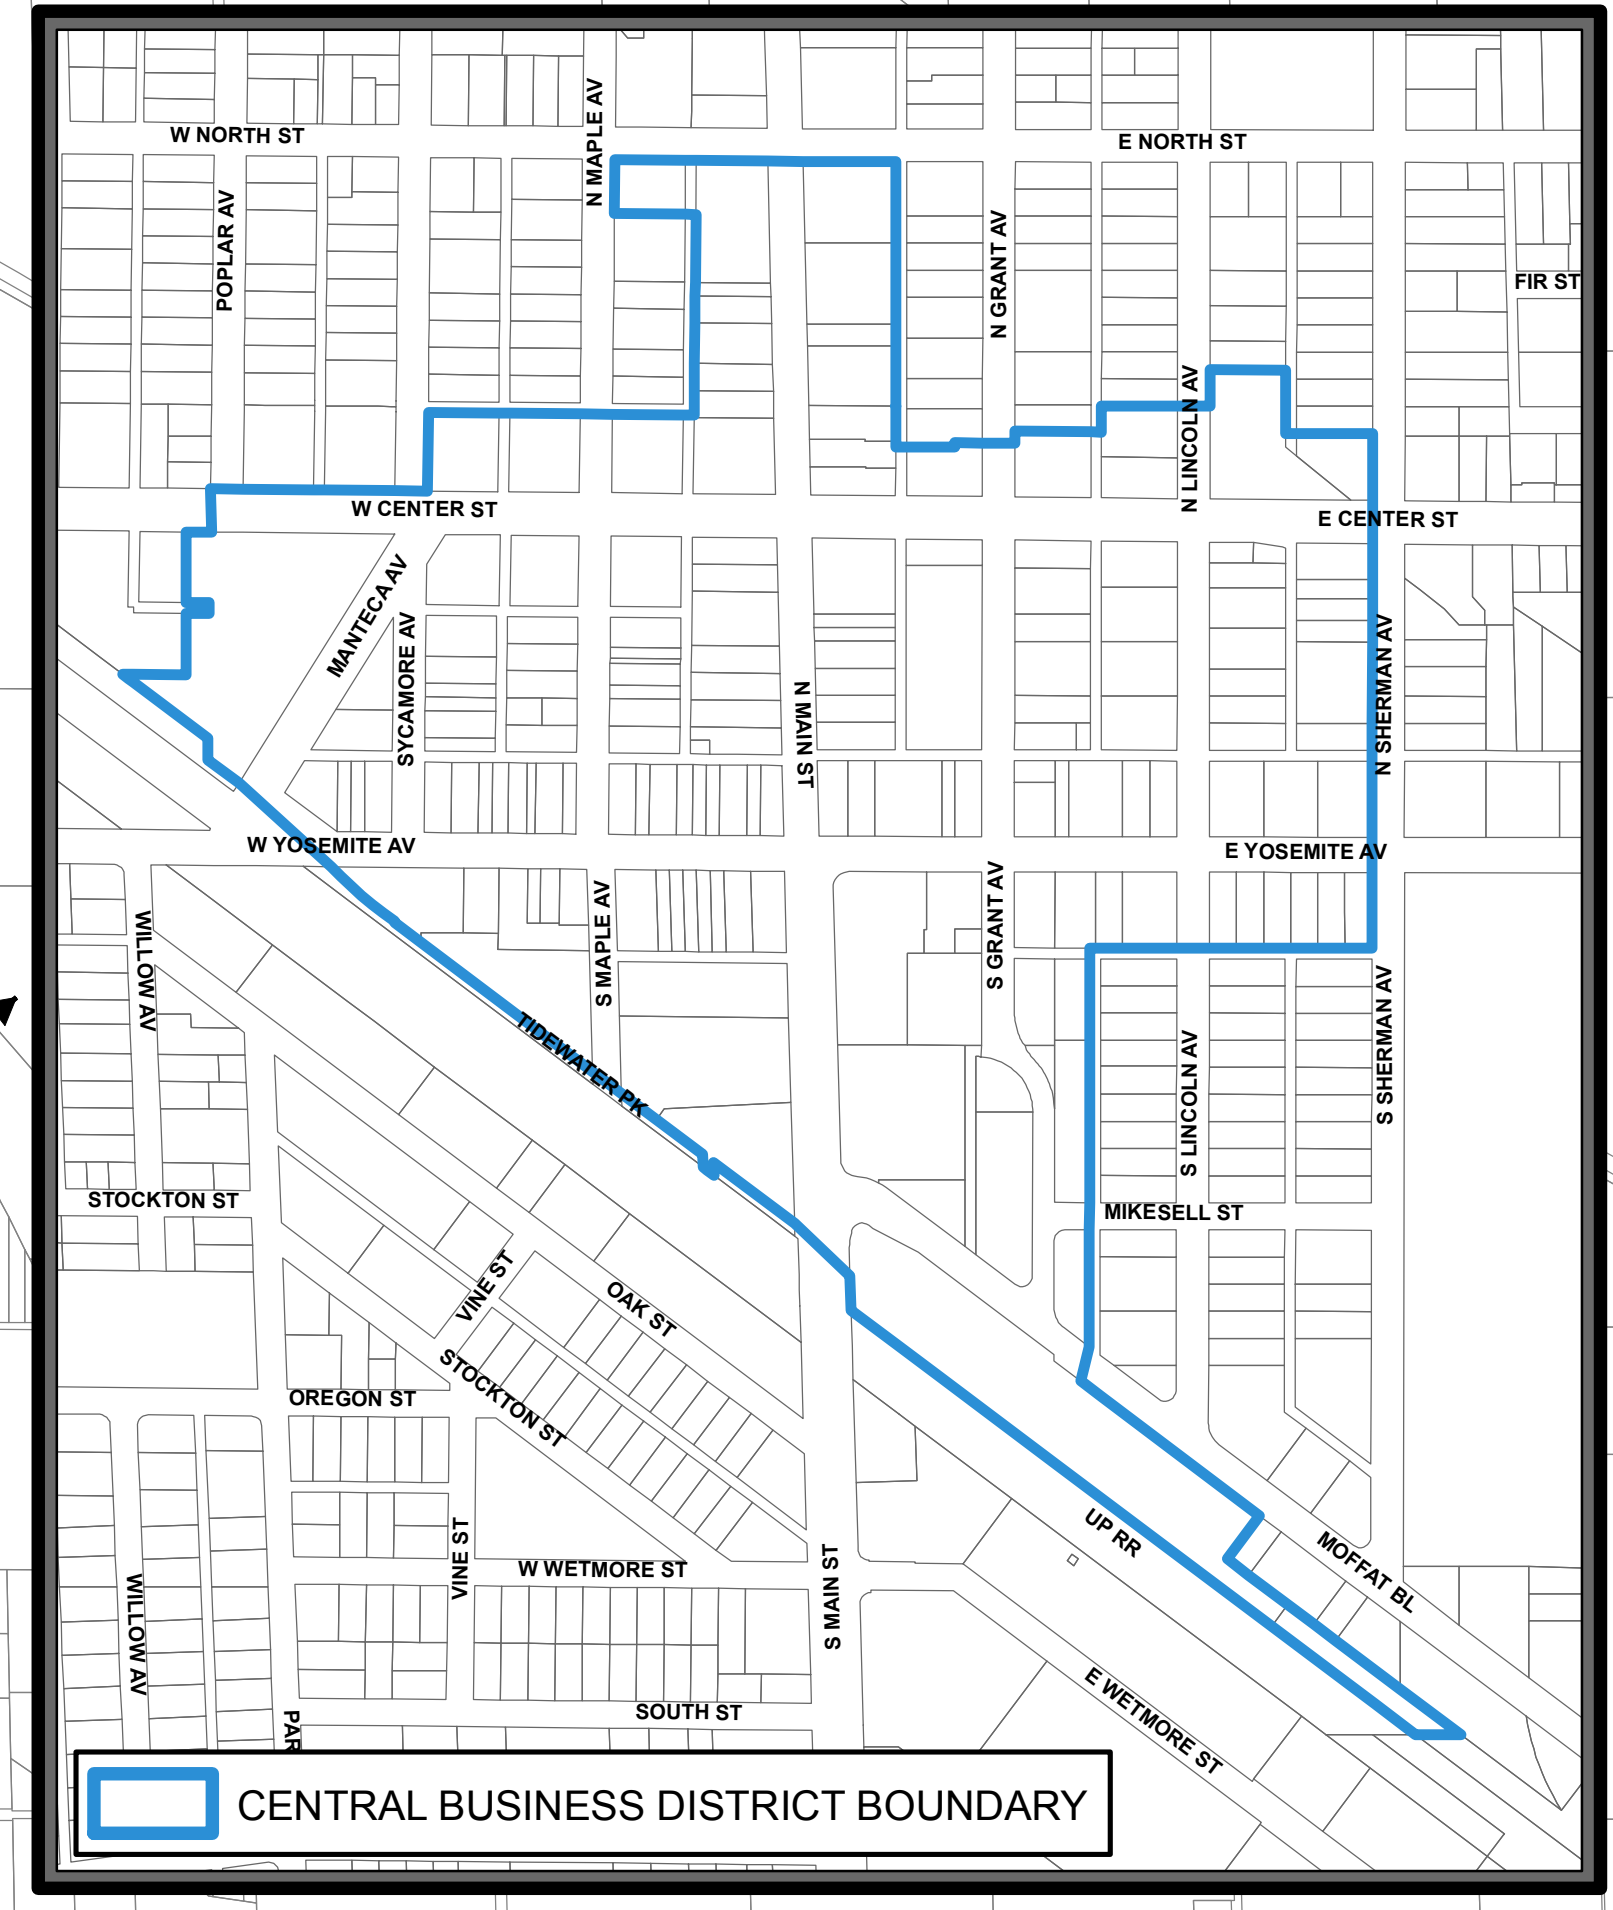 W NORTH ST
N MAPLE AV
E NORTH ST
POPLAR AV
N GRANT AV
FIR ST
N LINCOLN AV
W CENTER ST
E CENTER ST
MANTECA AV
SYCAMORE AV
N MAIN ST
N SHERMAN AV
W YOSEMITE AV
E YOSEMITE AV
WILLOW AV
S MAPLE AV
S GRANT AV
TIDEWATER PK
S LINCOLN AV
S SHERMAN AV
STOCKTON ST
MIKESELL ST
VINE ST
OAK ST
STOCKTON ST
OREGON ST
UP RR
MOFFAT BL
VINE ST
W WETMORE ST
S MAIN ST
WILLOW AV
E WETMORE ST
SOUTH ST
PAR
CENTRAL BUSINESS DISTRICT BOUNDARY